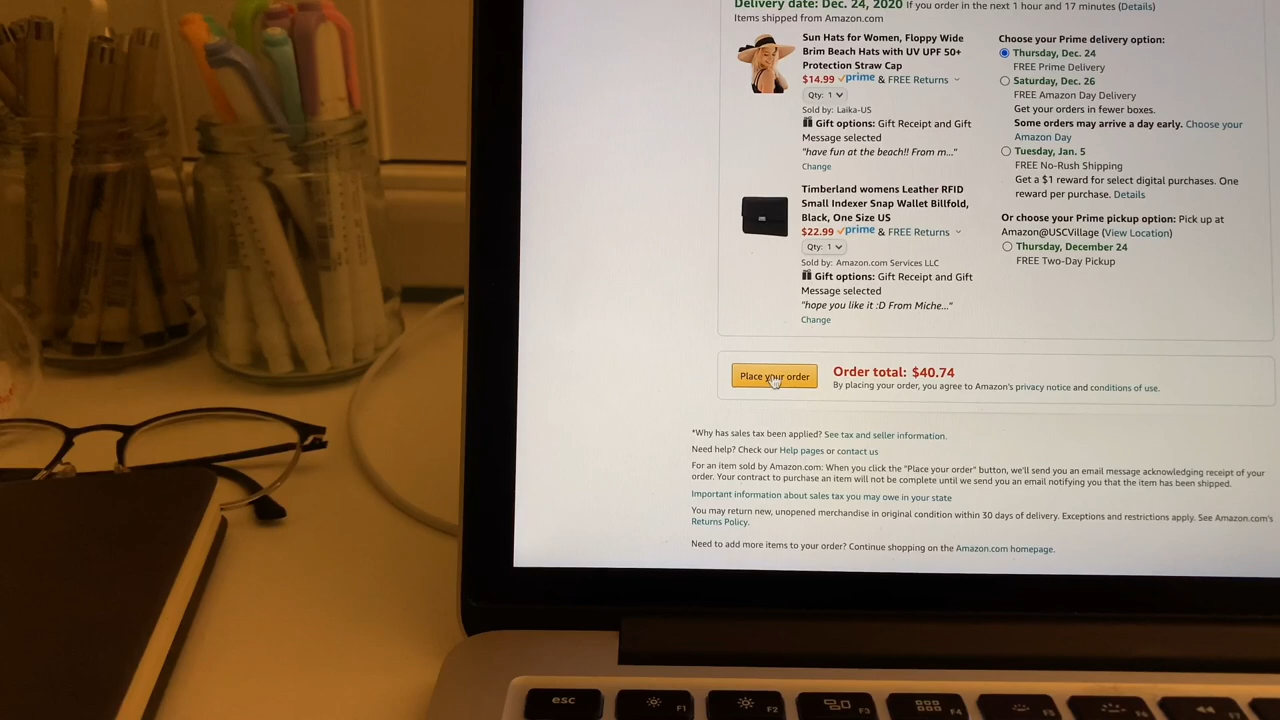 Delivery date: Dec. 24, 2020 If you order in the next 1 hour and 17 minutes (Details)
Items shipped from Amazon.com
Sun Hats for Women, Floppy Wide
Brim Beach Hats with UV UPF 50+
Protection Straw Cap
$14.99 prime & FREE Returns
Qty: 1
Sold by: Laika-US
Gift options: Gift Receipt and Gift
Message selected
"have fun at the beach!! From m..."
Change
Timberland womens Leather RFID
Small Indexer Snap Wallet Billfold,
Black, One Size US
$22.99 prime & FREE Returns
Qty: 1
Sold by: Amazon.com Services LLC
Gift options: Gift Receipt and Gift
Message selected
"hope you like it :D From Miche..."
Change
Choose your Prime delivery option:
Thursday, Dec. 24
FREE Prime Delivery
Saturday, Dec. 26
FREE Amazon Day Delivery
Get your orders in fewer boxes.
Some orders may arrive a day early. Choose your
Amazon Day
Tuesday, Jan. 5
FREE No-Rush Shipping
Get a $1 reward for select digital purchases. One
reward per purchase. Details
Or choose your Prime pickup option: Pick up at
Amazon@USCVillage (View Location)
Thursday, December 24
FREE Two-Day Pickup
Place your order
Order total: $40.74
By placing your order, you agree to Amazon's privacy notice and conditions of use.
*Why has sales tax been applied? See tax and seller information.
Need help? Check our Help pages or contact us
For an item sold by Amazon.com: When you click the "Place your order" button, we'll send you an email message acknowledging receipt of your
order. Your contract to purchase an item will not be complete until we send you an email notifying you that the item has been shipped.
Important information about sales tax you may owe in your state
You may return new, unopened merchandise in original condition within 30 days of delivery. Exceptions and restrictions apply. See Amazon.com's
Returns Policy.
Need to add more items to your order? Continue shopping on the Amazon.com homepage.
esc F1 F2 F3 F4 F5 F6 F7